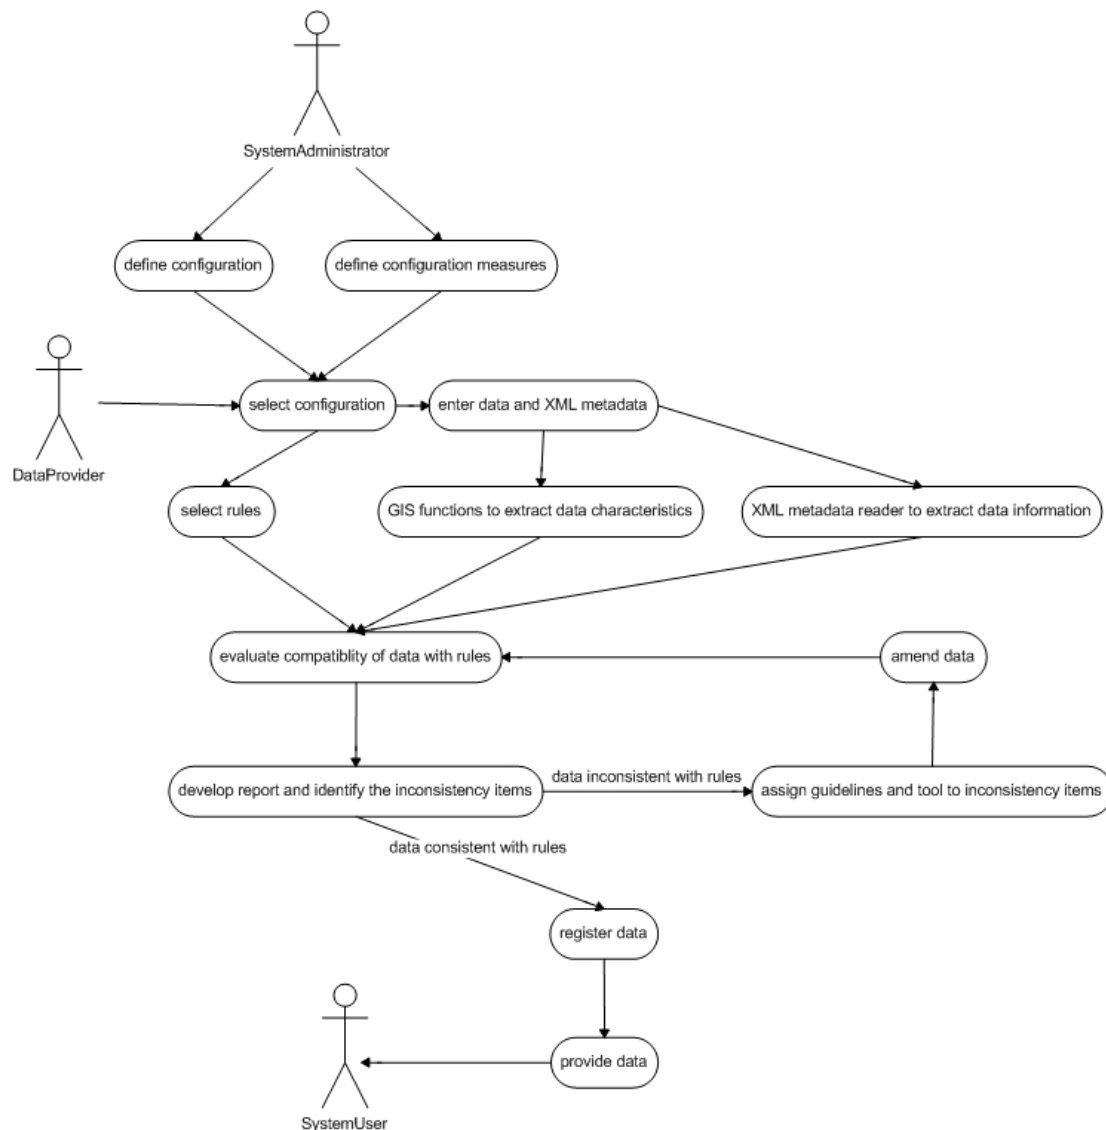 SystemAdministrator
define configuration
define configuration measures
select configuration
enter data and XML metadata
DataProvider
select rules
GIS functions to extract data characteristics
XML metadata reader to extract data information
evaluate compatiblity of data with rules
amend data
data inconsistent with rules
develop report and identify the inconsistency items
assign guidelines and tool to inconsistency items
data consistent with rules
register data
provide data
SystemUser